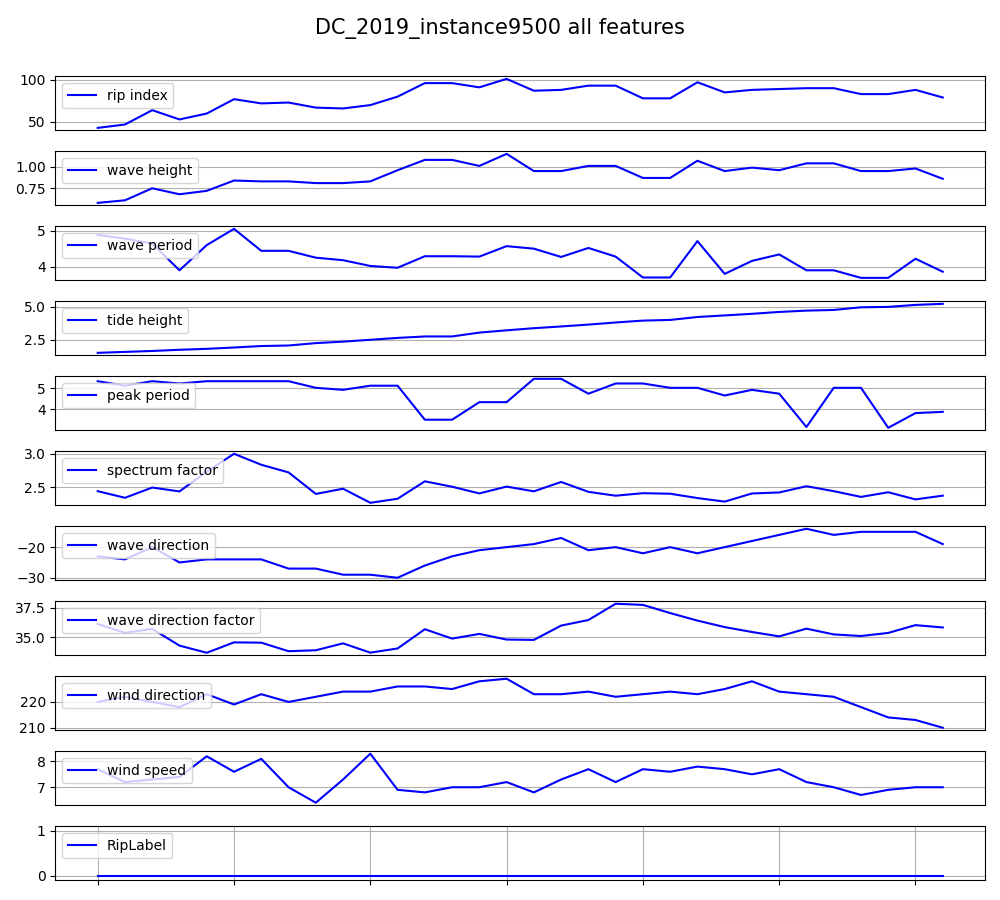 DC_2019_instance9500 all features
100
50
rip index
1.00
0.75
wave height
5
4
wave period
5.0
2.5
tide height
5
4
peak period
3.0
2.5
spectrum factor
−20
−30
wave direction
37.5
35.0
wave direction factor
220
210
wind direction
8
7
wind speed
1
0
RipLabel